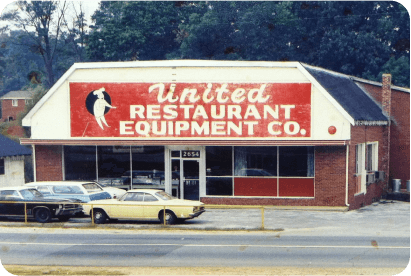 United
RESTAURANT
EQUIPMENT CO.
2654